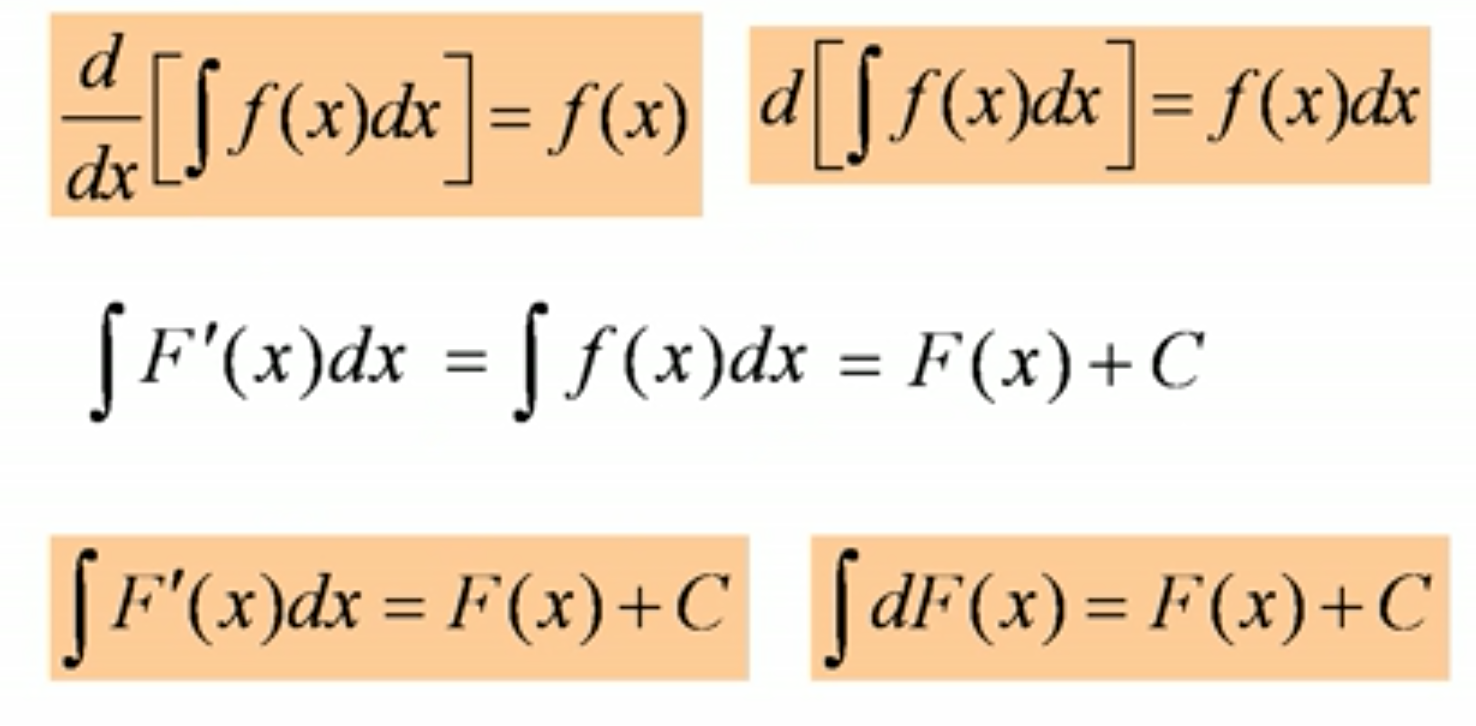 d/dx[∫f(x)dx] = f(x) d[∫f(x)dx] = f(x)dx
∫F′(x)dx = ∫f(x)dx = F(x)+C
∫F′(x)dx = F(x)+C ∫dF(x) = F(x)+C